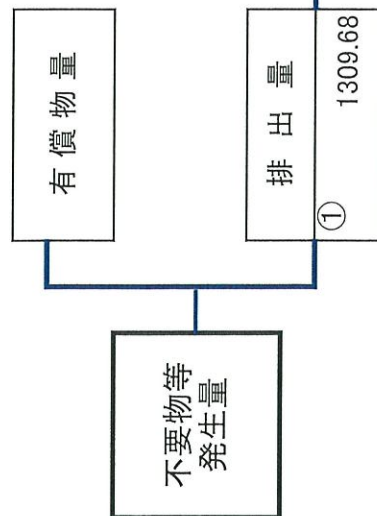 有償物量
不要物等
発生量
排出量
①
1309.68